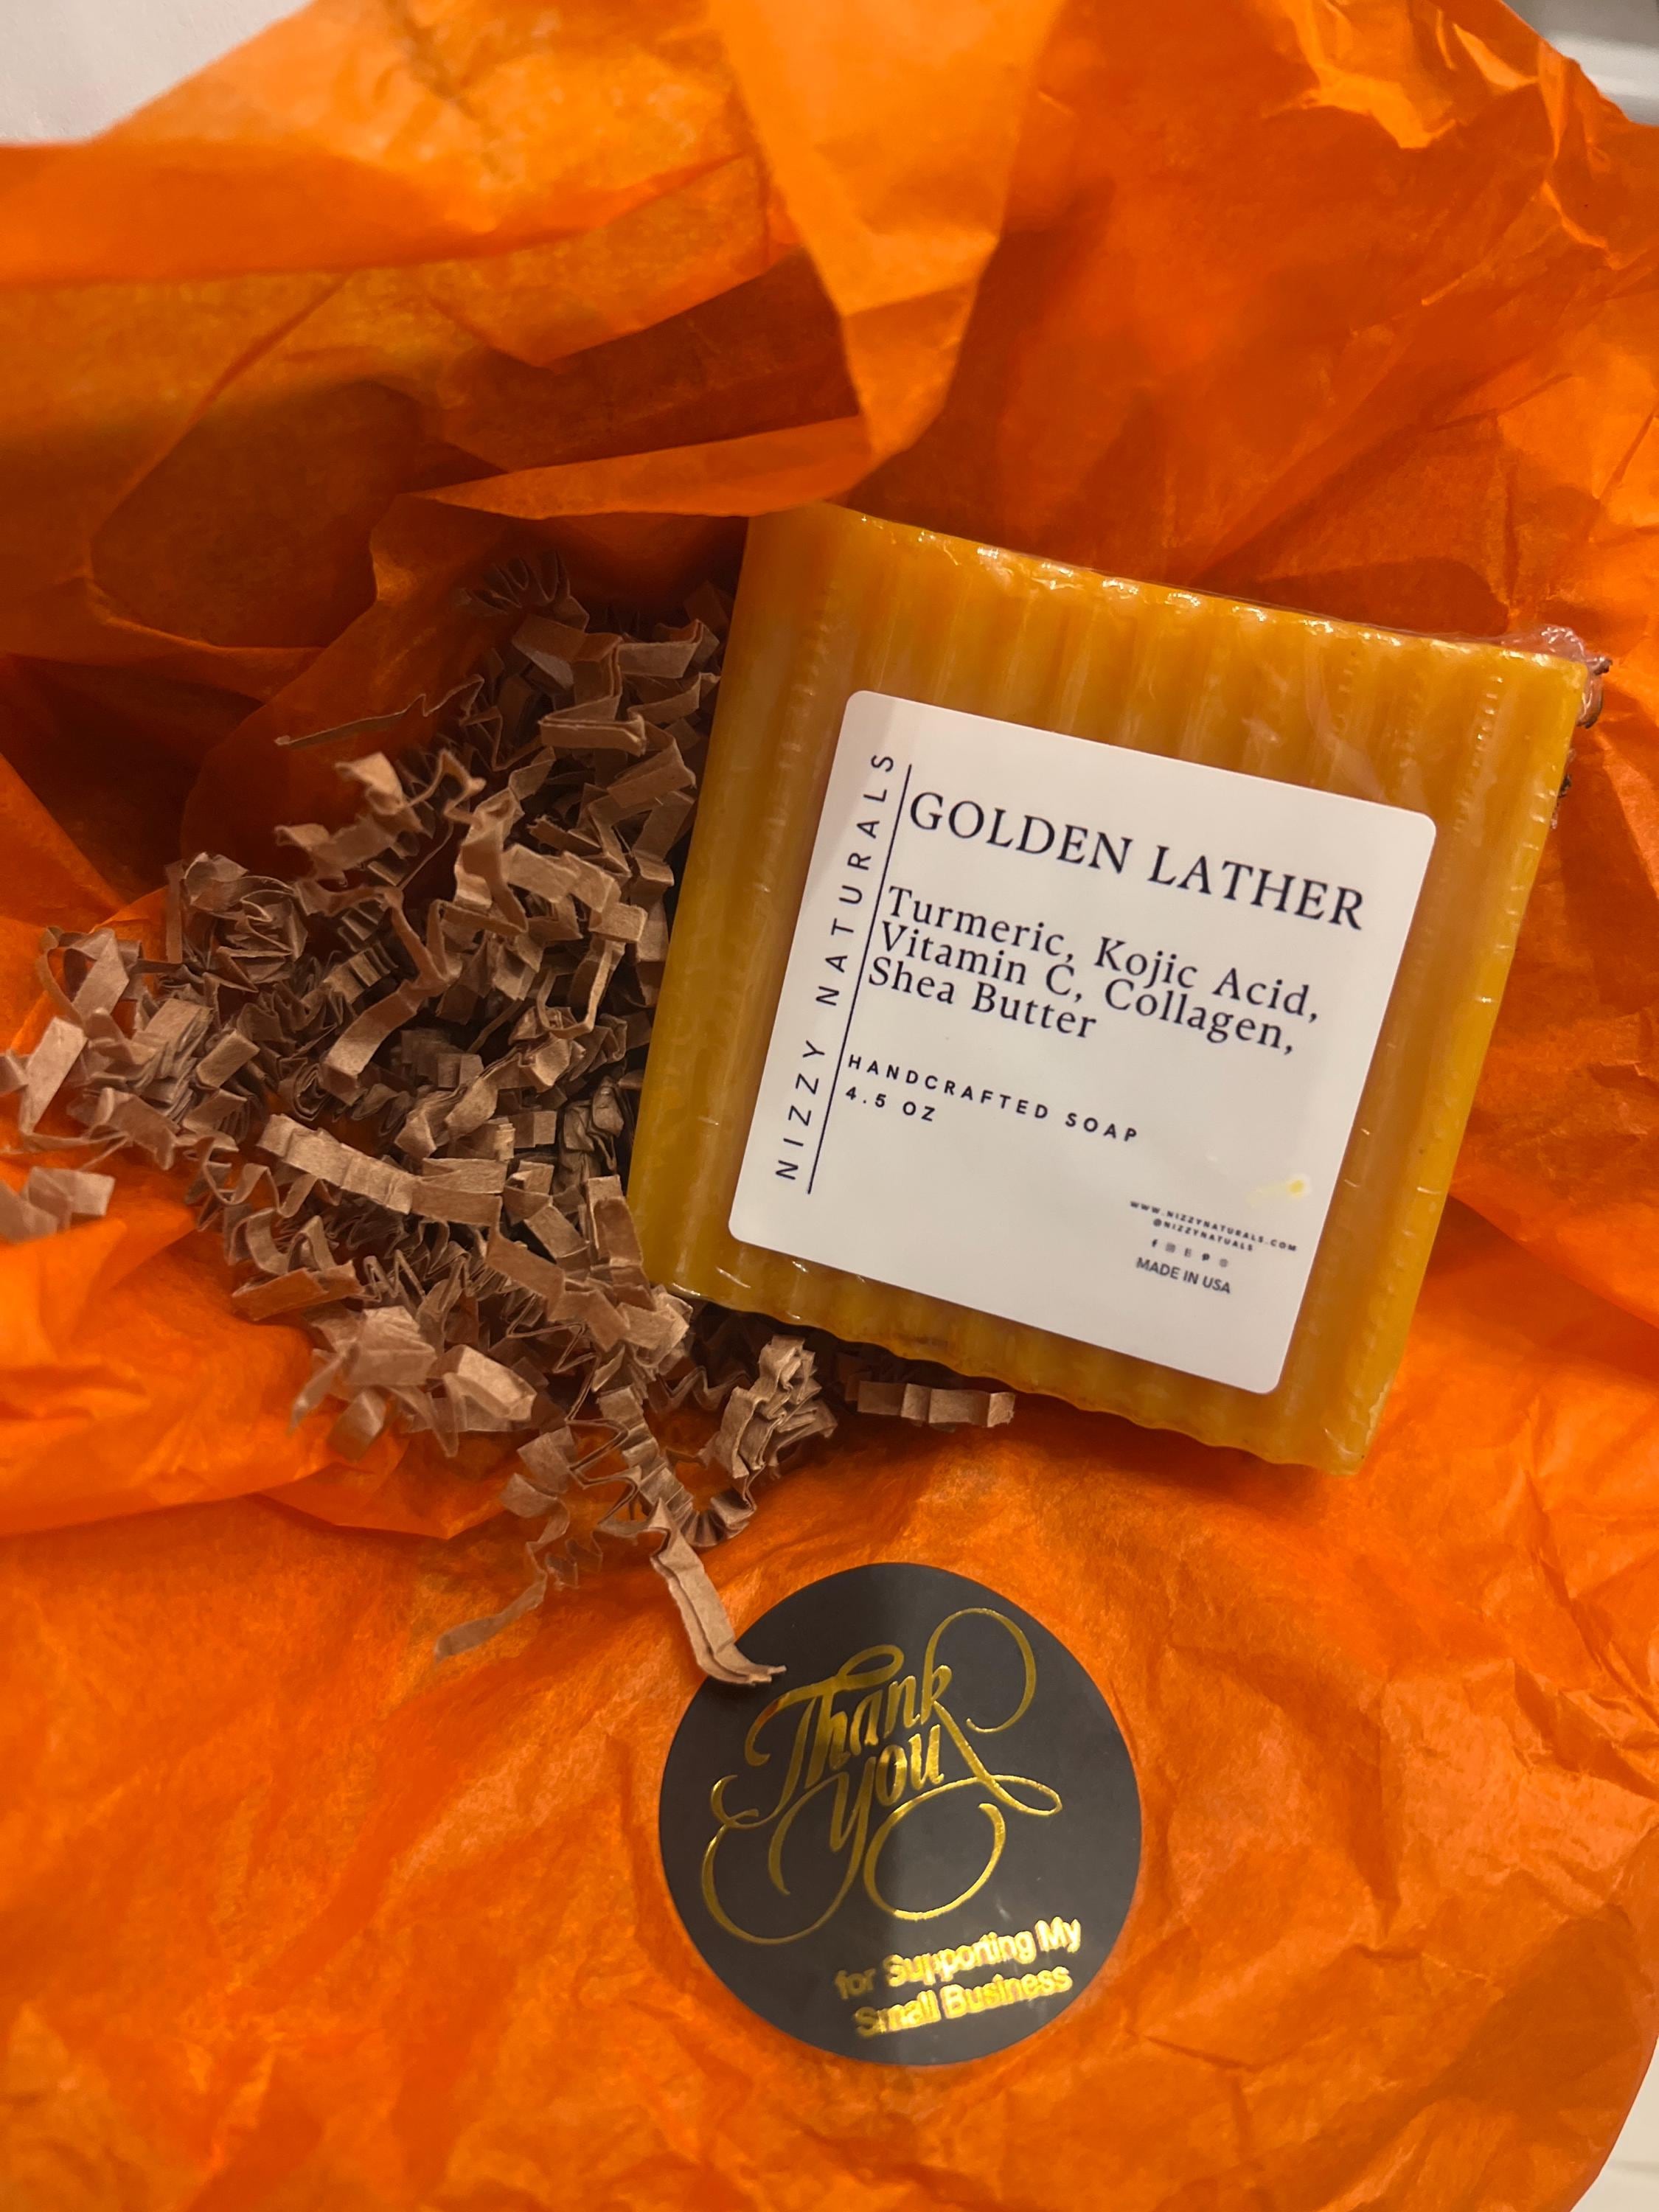 NIZZY NATURALS
GOLDEN LATHER
Turmeric, Kojic Acid,
Vitamin C, Collagen,
Shea Butter
HANDCRAFTED SOAP
4.5 OZ
WWW.NIZZYNATURALS.COM
@NIZZYNATUALS
MADE IN USA
Thank
you
for Supporting My
Small Business